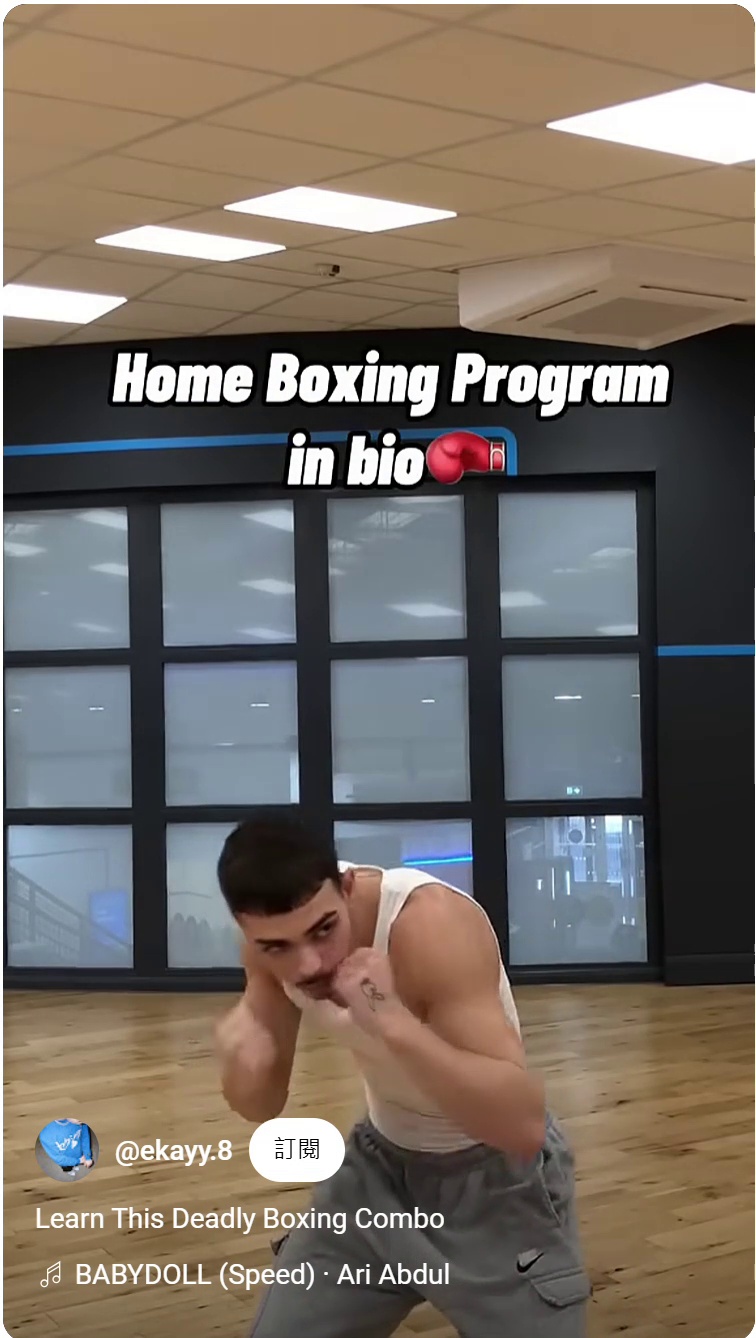 Home Boxing Program
in bio
@ekayy.8 訂閱
Learn This Deadly Boxing Combo
BABYDOLL (Speed) · Ari Abdul